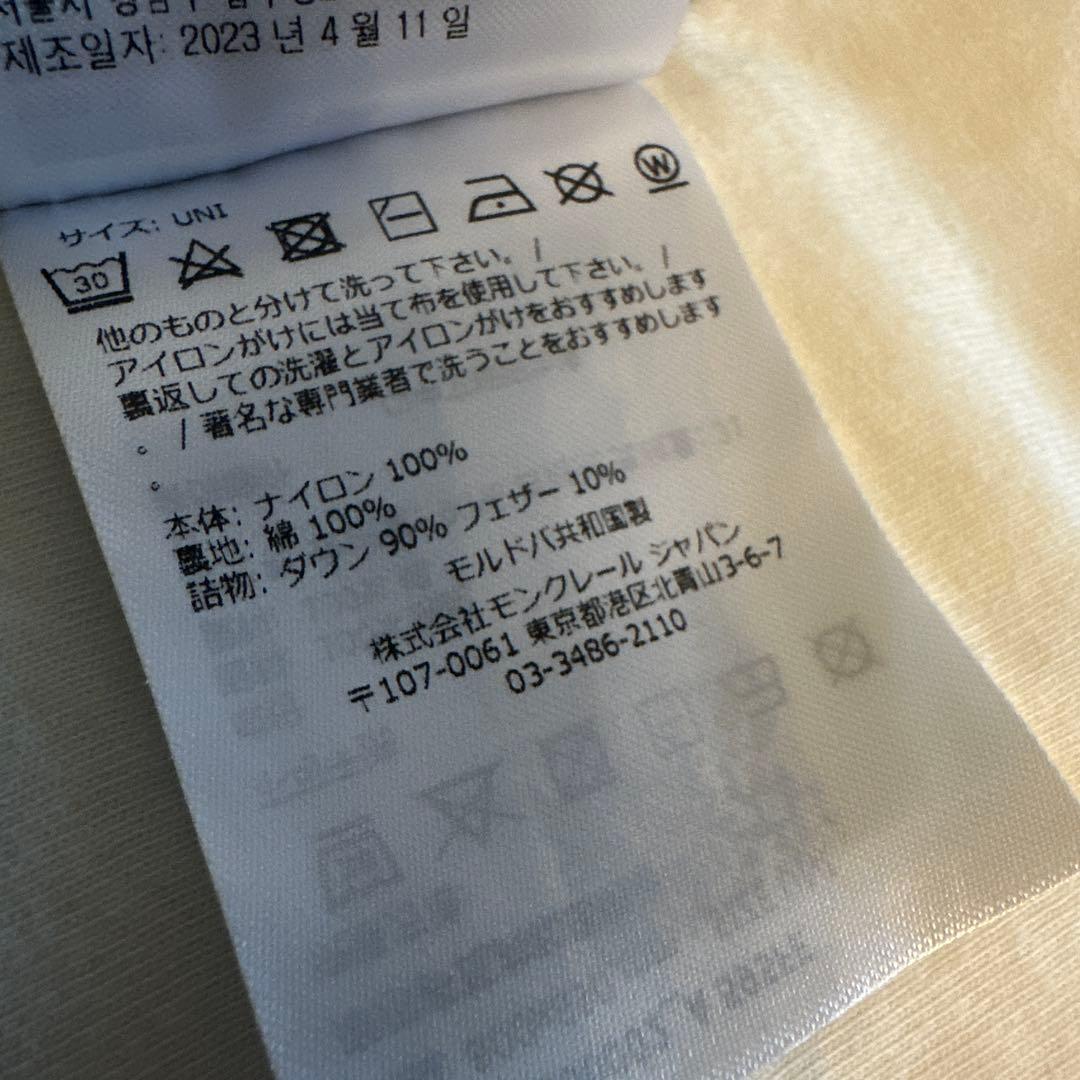 제조일자: 2023 년 4 월 11 일
サイズ: UNI
30
W
他のものと分けて洗って下さい。 /
アイロンがけには当て布を使用して下さい。 /
裏返しての洗濯とアイロンがけをおすすめします
。 / 著名な専門業者で洗うことをおすすめします
。
本体: ナイロン 100%
裏地: 綿 100%
詰物: ダウン 90% フェザー 10%
モルドバ共和国製
株式会社モンクレール ジャパン
〒107-0061 東京都港区北青山3-6-7
03-3486-2110